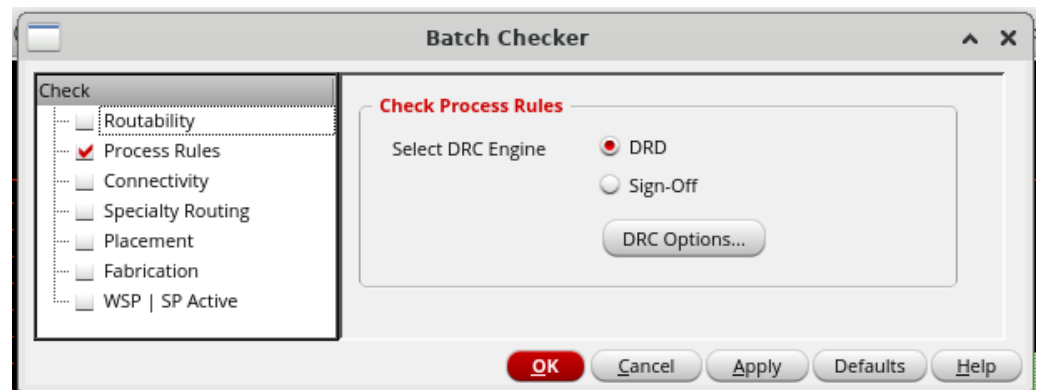 Batch Checker
Check
Routability
Process Rules
Connectivity
Specialty Routing
Placement
Fabrication
WSP | SP Active
Check Process Rules
Select DRC Engine
DRD
Sign-Off
DRC Options...
OK
Cancel
Apply
Defaults
Help